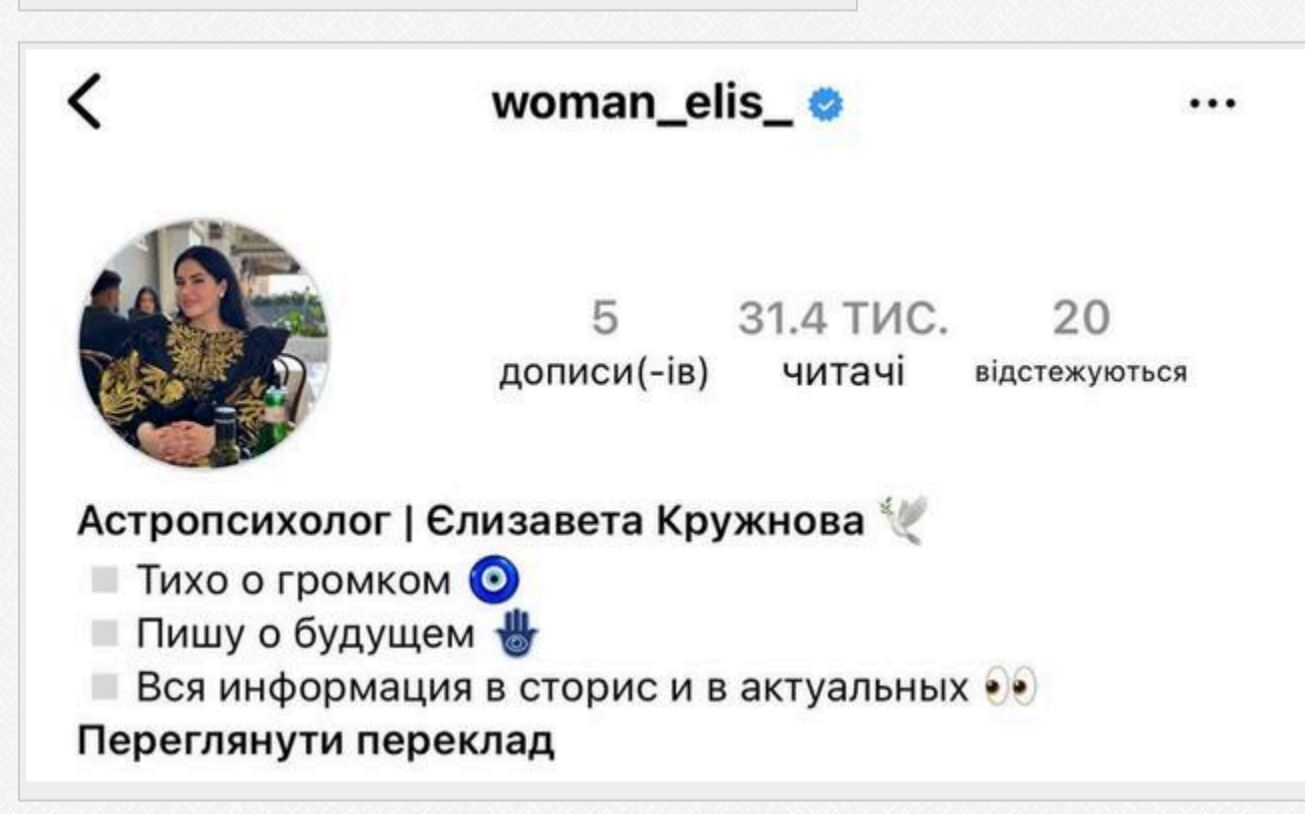 woman_elis_
5 31.4 ТИС. 20
дописи(-ів) читачі відстежуються
Астропсихолог | Єлизавета Кружнова 🕊️
Тихо о громком 🧿
Пишу о будущем 🪬
Вся информация в сторис и в актуальных 👀
Переглянути переклад